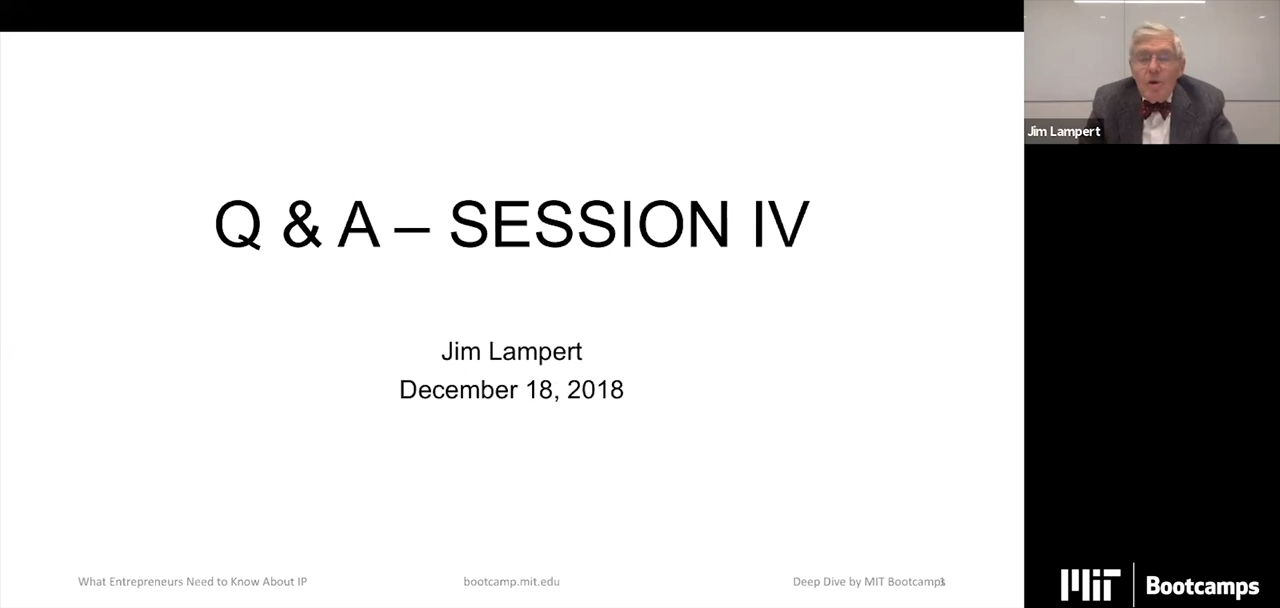 Q & A – SESSION IV
Jim Lampert
December 18, 2018
What Entrepreneurs Need to Know About IP
bootcamp.mit.edu
Deep Dive by MIT Bootcamps
Jim Lampert
MIT Bootcamps